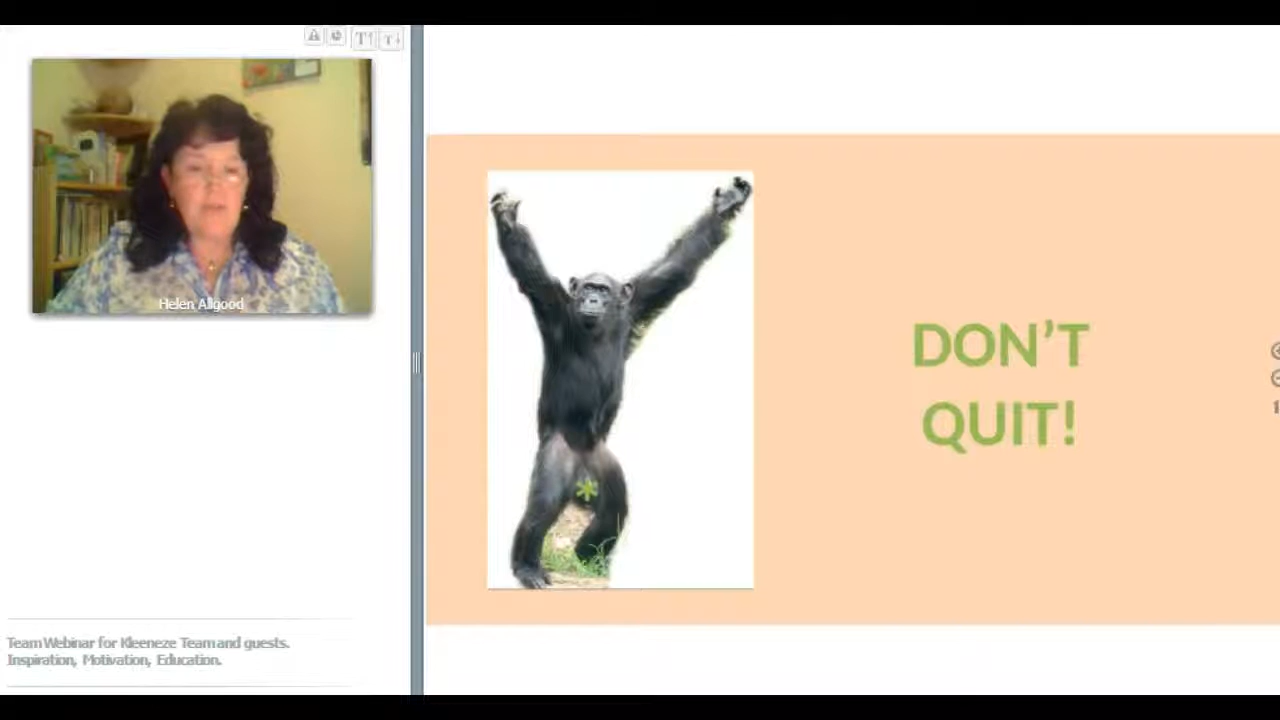 T↑ T↓
Helen Allgood
DON'T
QUIT!
*
Team Webinar for Kleeneze Team and guests.
Inspiration, Motivation, Education.